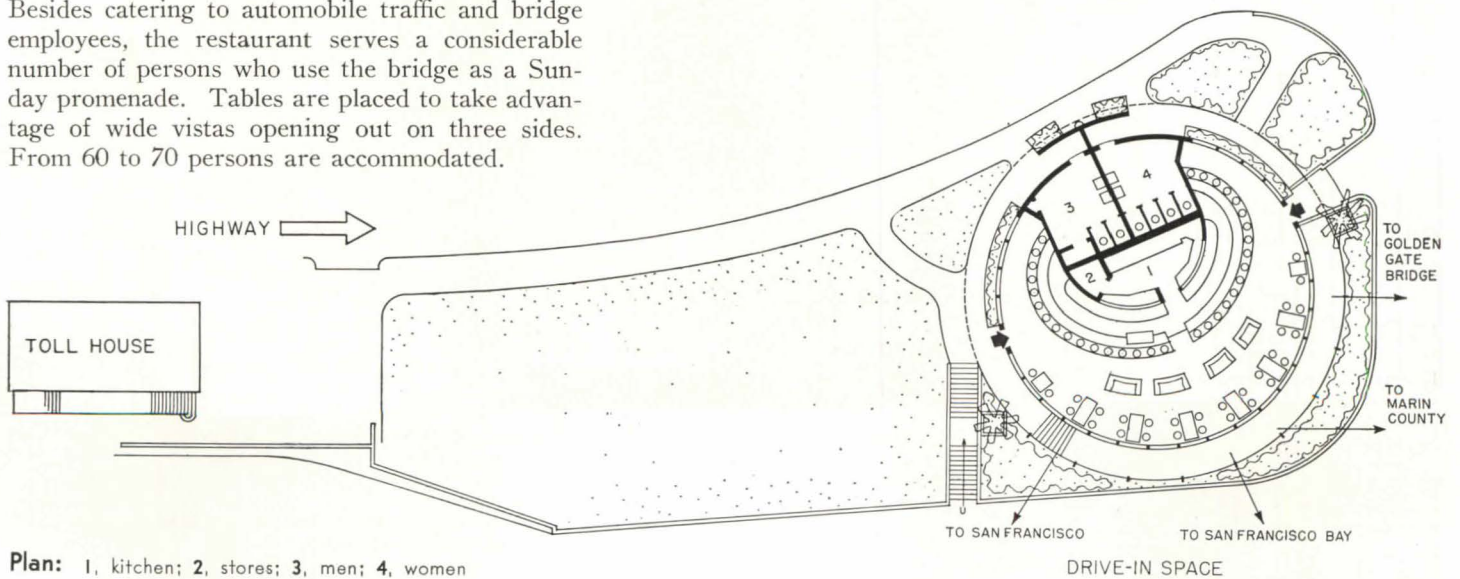 Besides catering to automobile traffic and bridge
employees, the restaurant serves a considerable
number of persons who use the bridge as a Sun-
day promenade. Tables are placed to take advan-
tage of wide vistas opening out on three sides.
From 60 to 70 persons are accommodated.
HIGHWAY
TOLL HOUSE
3
4
2
1
TO
GOLDEN
GATE
BRIDGE
TO
MARIN
COUNTY
U
TO SAN FRANCISCO
TO SAN FRANCISCO BAY
DRIVE-IN SPACE
Plan: 1, kitchen; 2, stores; 3, men; 4, women